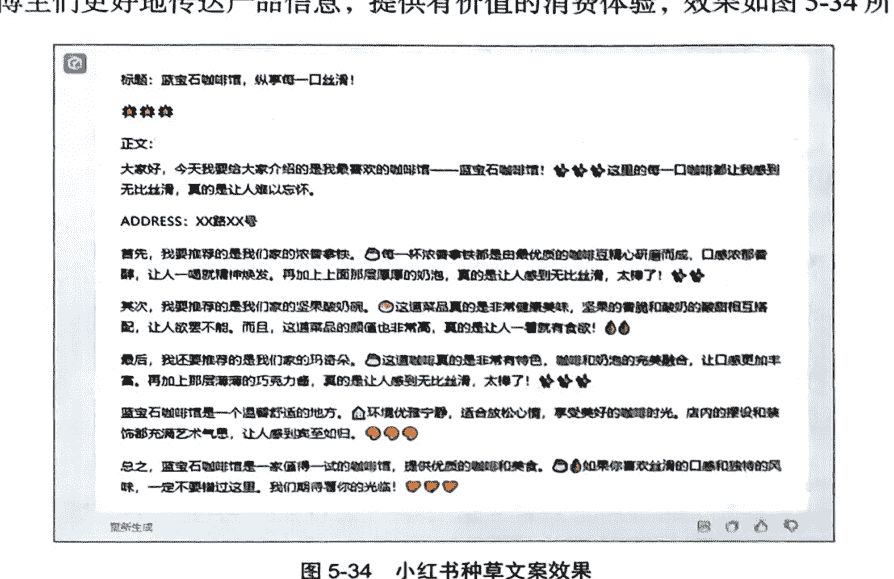 博主们更好地传达产品信息，提供有价值的消费体验，效果如图 5-34 所
标题：蓝宝石咖啡馆，纵享每一口丝滑！
正文：
大家好，今天我要给大家介绍的是我最喜欢的咖啡馆——蓝宝石咖啡馆！这里的每一口咖啡都让我感到
无比丝滑，真的是让人难以忘怀。
ADDRESS：XX路XX号
首先，我要推荐的是我们家的浓香拿铁。每一杯浓香拿铁都是由最优质的咖啡豆精心研磨而成，口感浓郁香
醇，让人一喝就精神焕发。再加上上面那层厚厚的奶泡，真的是让人感到无比丝滑，太棒了！
其次，我要推荐的是我们家的坚果酸奶碗。这道菜品真的是非常健康美味，坚果的香脆和酸奶的酸甜相互搭
配，让人欲罢不能。而且，这道菜品的颜值也非常高，真的是让人一看就有食欲！
最后，我还要推荐的是我们家的玛奇朵。这道咖啡真的是非常有特色，咖啡和奶泡的完美融合，让口感更加丰
富。再加上那层薄薄的巧克力酱，真的是让人感到无比丝滑，太棒了！
蓝宝石咖啡馆是一个温馨舒适的地方。环境优雅宁静，适合放松心情，享受美好的咖啡时光。店内的摆设和装
饰都充满艺术气息，让人感到宾至如归。
总之，蓝宝石咖啡馆是一家值得一试的咖啡馆，提供优质的咖啡和美食。如果你喜欢丝滑的口感和独特的风
味，一定不要错过这里。我们期待着你的光临！
图 5-34 小红书种草文案效果